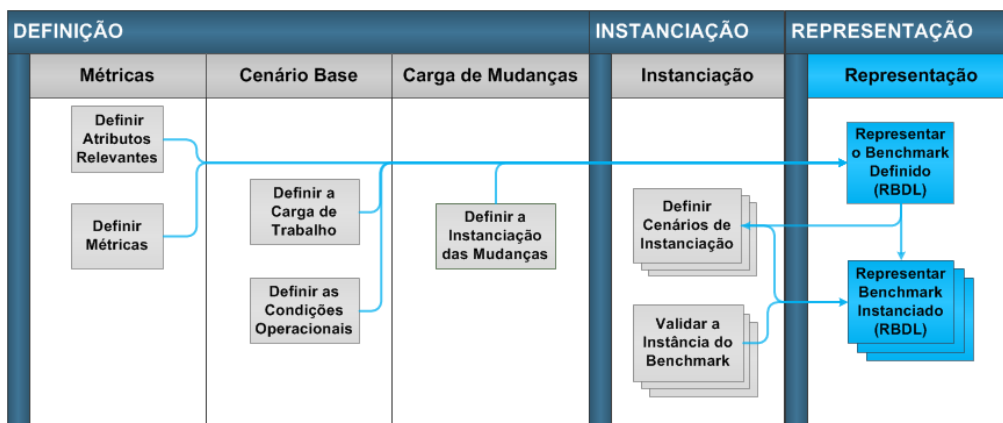 DEFINIÇÃO
INSTANCIAÇÃO
REPRESENTAÇÃO
Métricas
Cenário Base
Carga de Mudanças
Instanciação
Representação
Definir
Atributos
Relevantes
Definir
Métricas
Definir a
Carga de
Trabalho
Definir as
Condições
Operacionais
Definir a
Instanciação
das Mudanças
Definir
Cenários de
Instanciação
Validar a
Instância do
Benchmark
Representar
o Benchmark
Definido
(RBDL)
Representar
Benchmark
Instanciado
(RBDL)